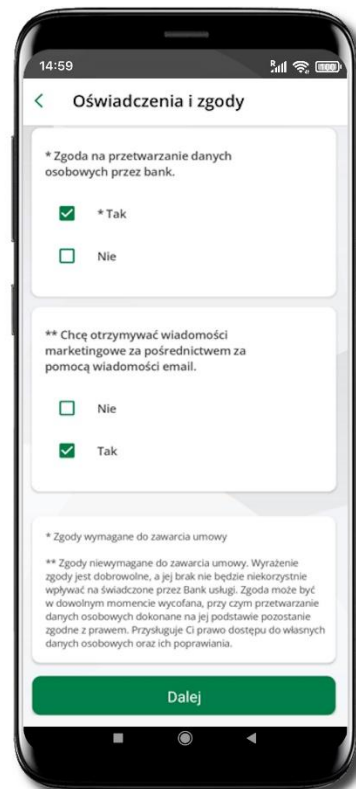 14:59
Oświadczenia i zgody
* Zgoda na przetwarzanie danych
osobowych przez bank.
* Tak
Nie
** Chcę otrzymywać wiadomości
marketingowe za pośrednictwem za
pomocą wiadomości email.
Nie
Tak
* Zgody wymagane do zawarcia umowy
** Zgody niewymagane do zawarcia umowy. Wyrażenie
zgody jest dobrowolne, a jej brak nie będzie niekorzystnie
wpływać na świadczone przez Bank usługi. Zgoda może być
w dowolnym momencie wycofana, przy czym przetwarzanie
danych osobowych dokonane na jej podstawie pozostanie
zgodne z prawem. Przysługuje Ci prawo dostępu do własnych
danych osobowych oraz ich poprawiania.
Dalej